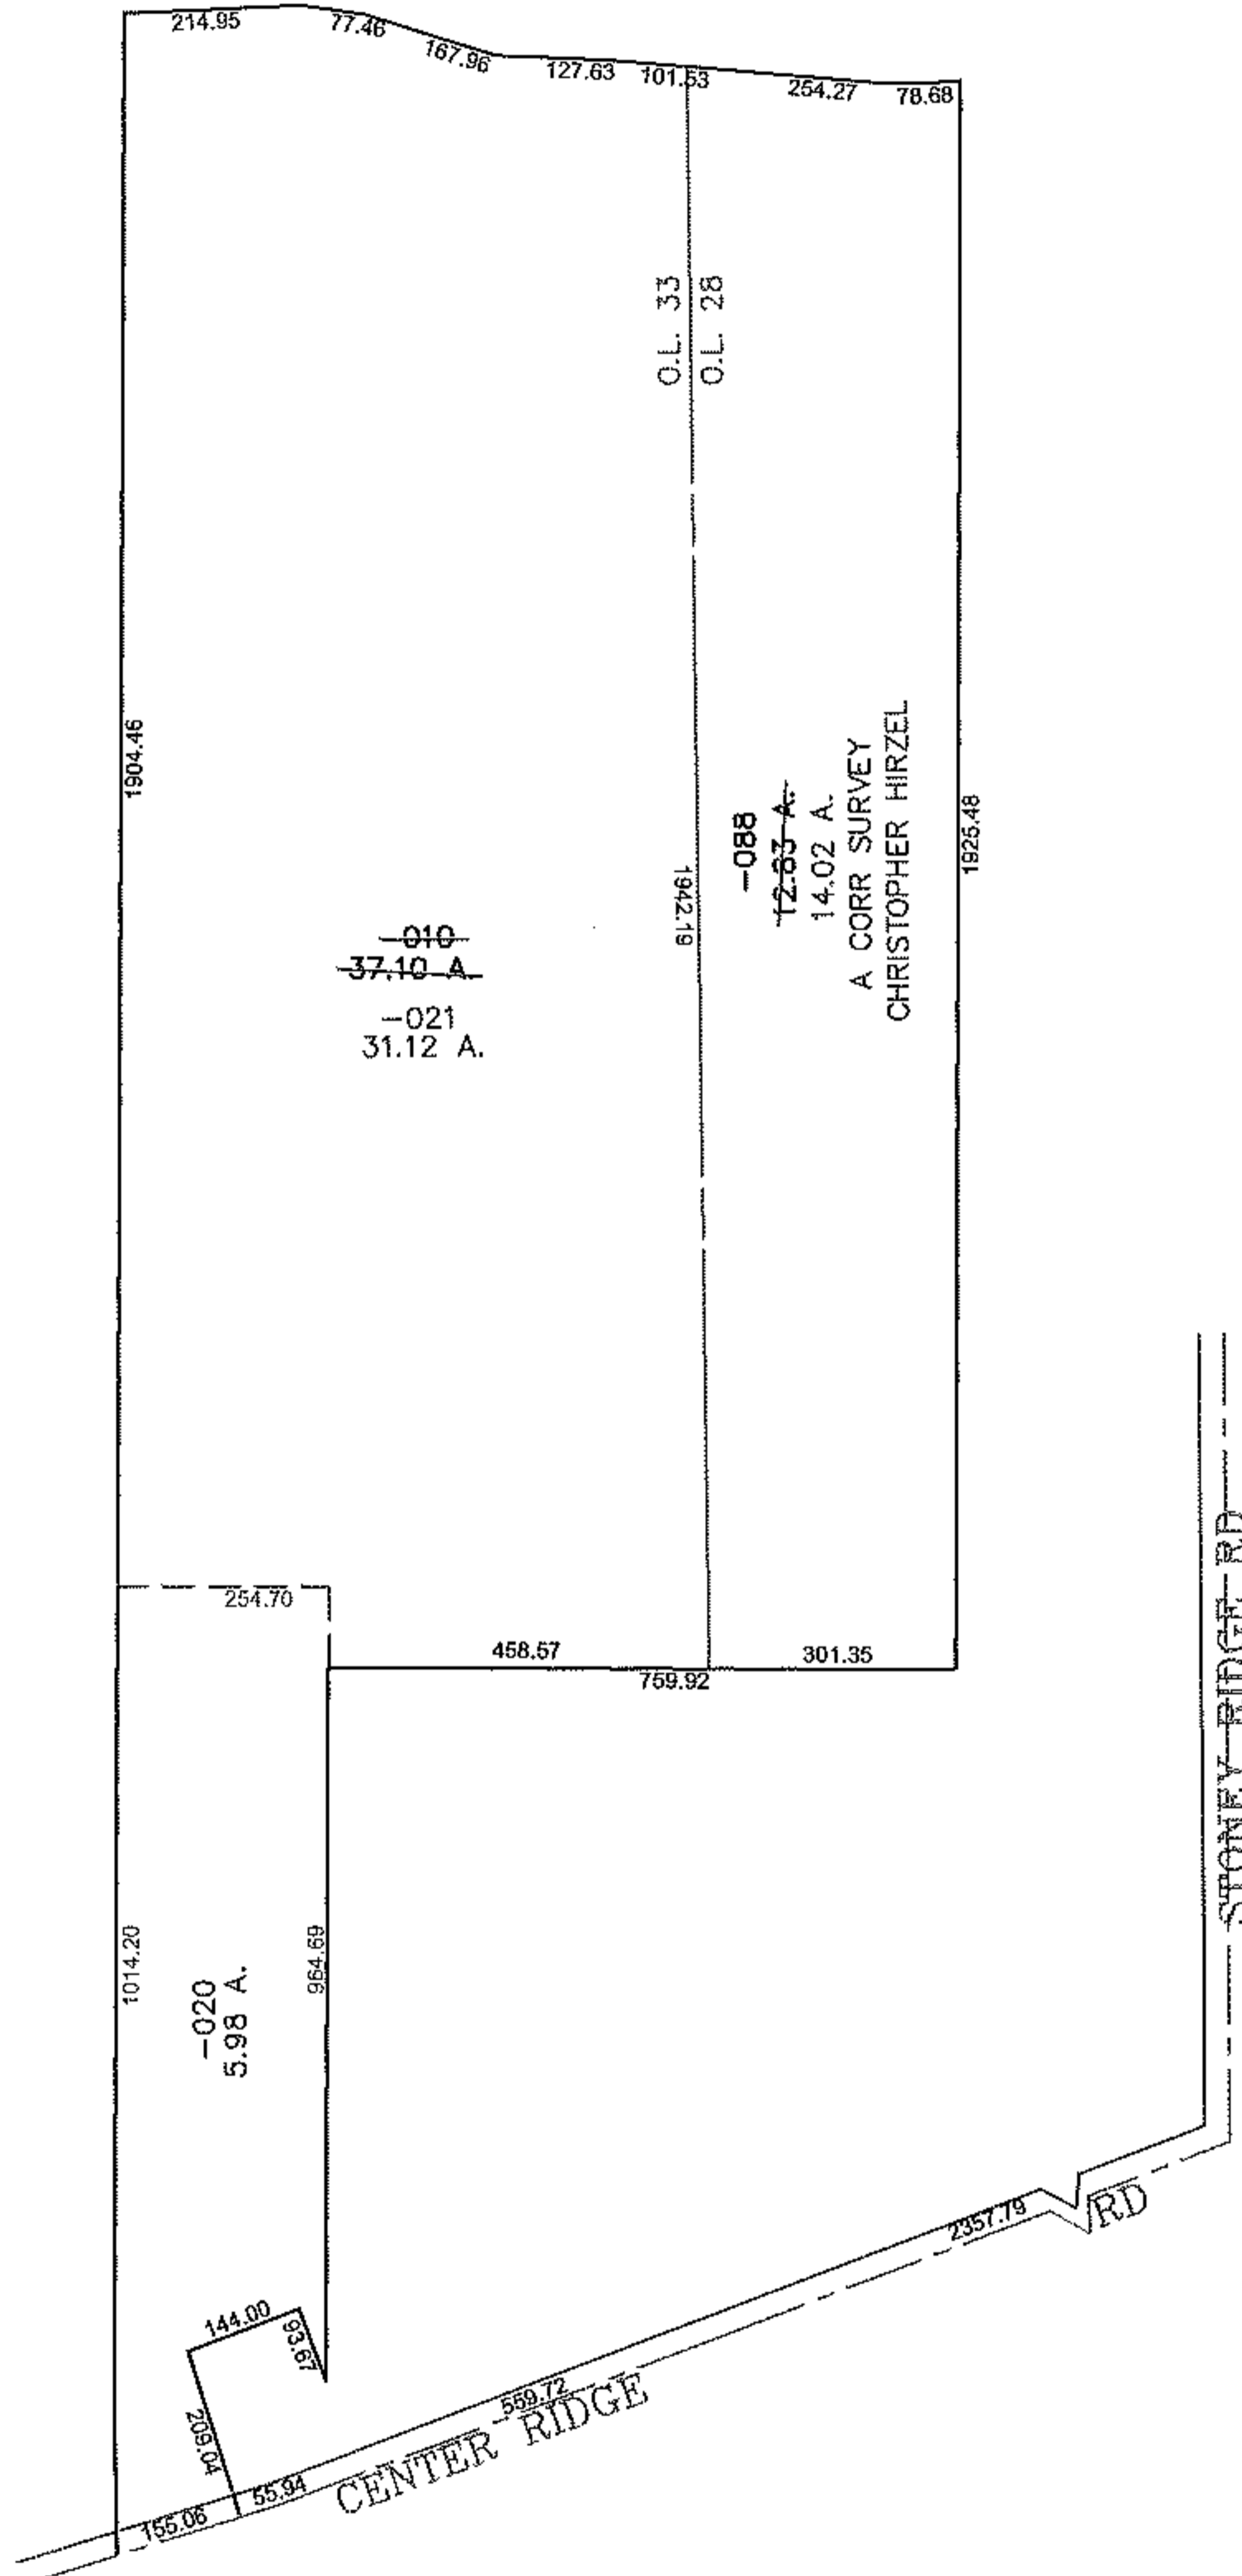 214.95
77.46
167.96
127.63
101.53
254.27
78.68
O.L. 33
O.L. 28
1904.46
1942.19
-088
12.83 A.
14.02 A.
A CORR SURVEY
CHRISTOPHER HIRZEL
1925.48
-010
37.10 A.
-021
31.12 A.
254.70
458.57
301.35
759.92
STONEY RIDGE RD
1014.20
964.69
-020
5.98 A.
144.00
93.67
209.04
2357.79
559.72
55.94
155.06
CENTER RIDGE RD